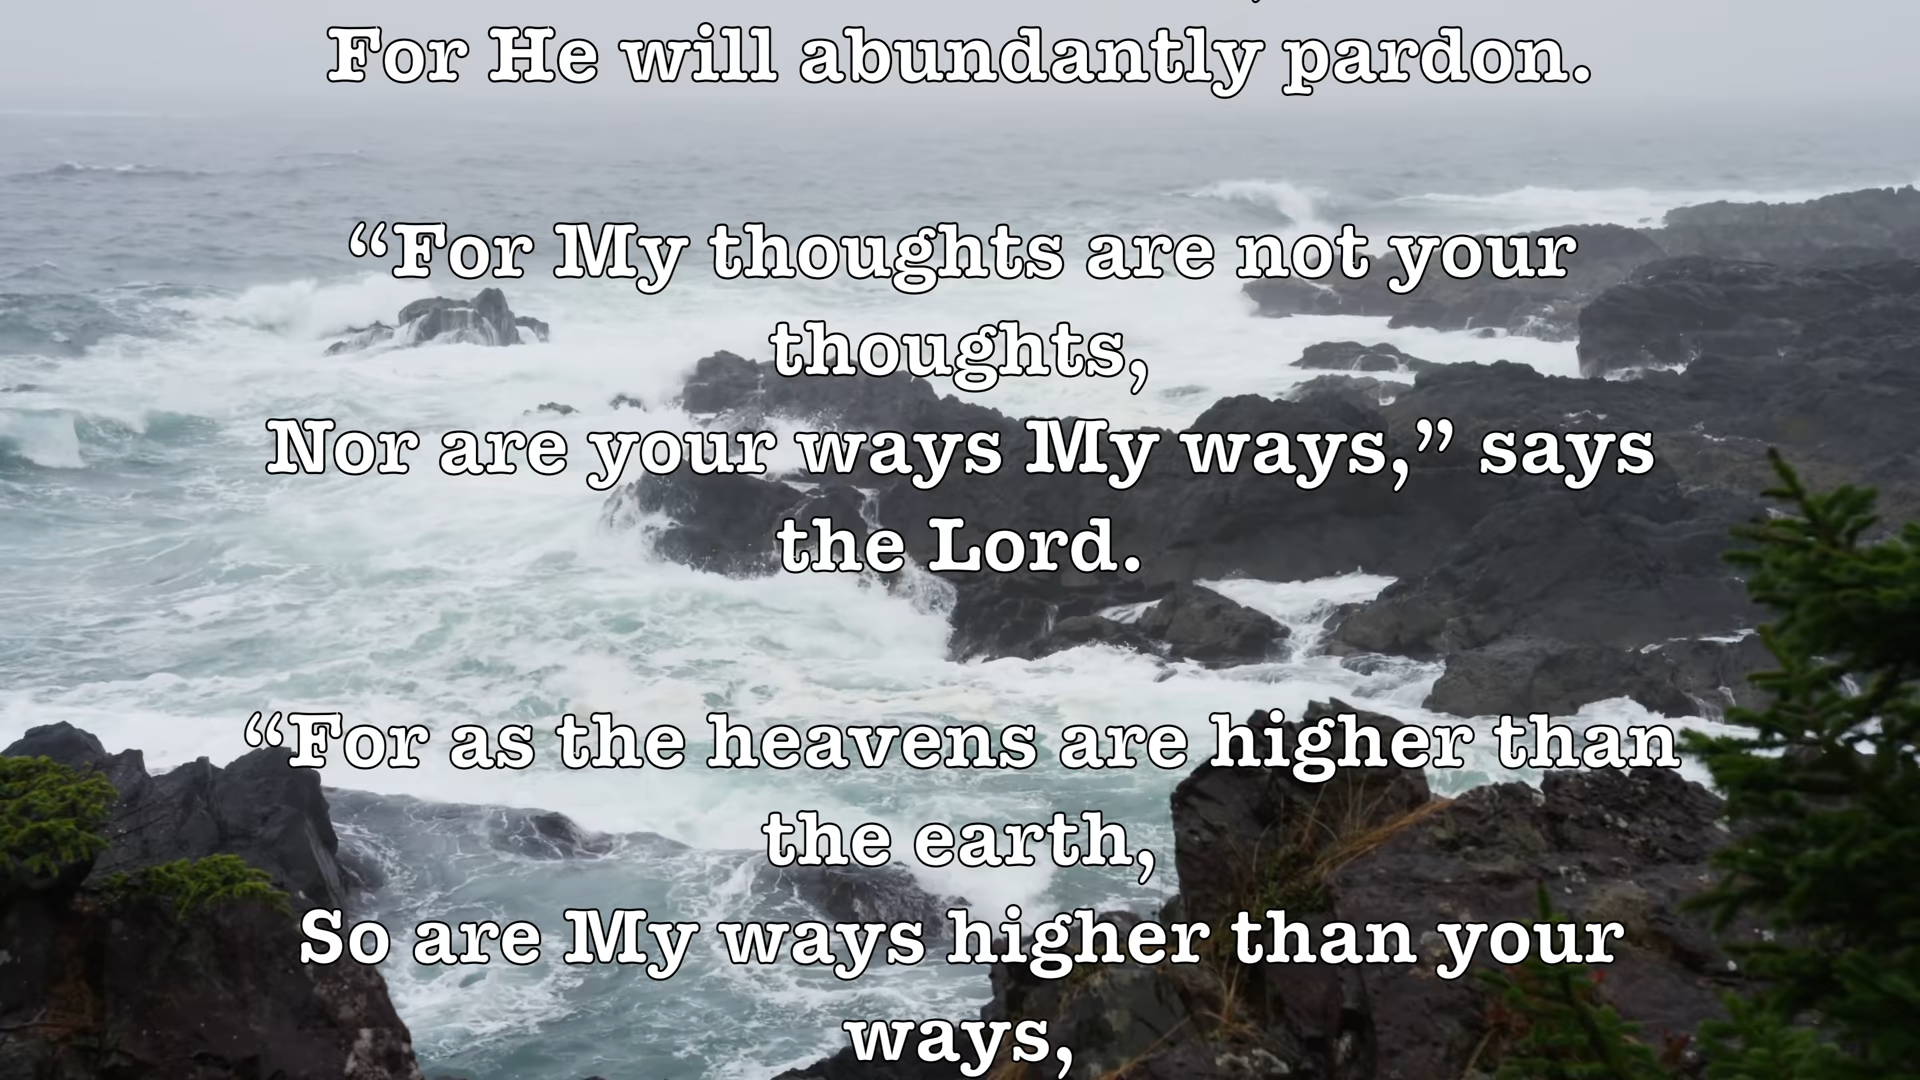 For He will abundantly pardon.
“For My thoughts are not your
thoughts,
Nor are your ways My ways,” says
the Lord.
“For as the heavens are higher than
the earth,
So are My ways higher than your
ways,